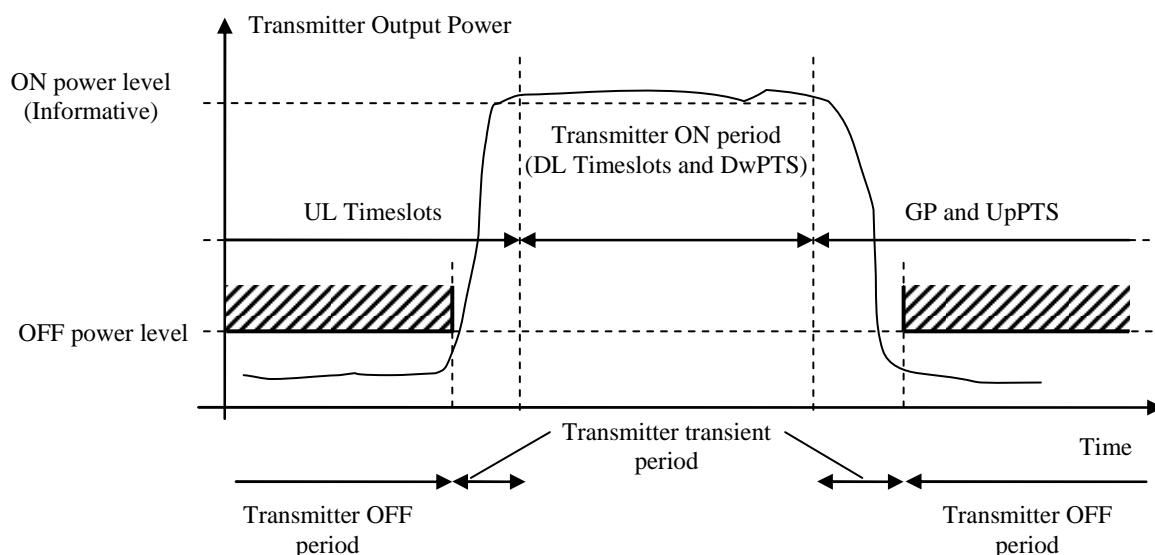 Transmitter Output Power
ON power level
(Informative)
Transmitter ON period
(DL Timeslots and DwPTS)
UL Timeslots
GP and UpPTS
OFF power level
Transmitter transient
period
Time
Transmitter OFF
period
Transmitter OFF
period